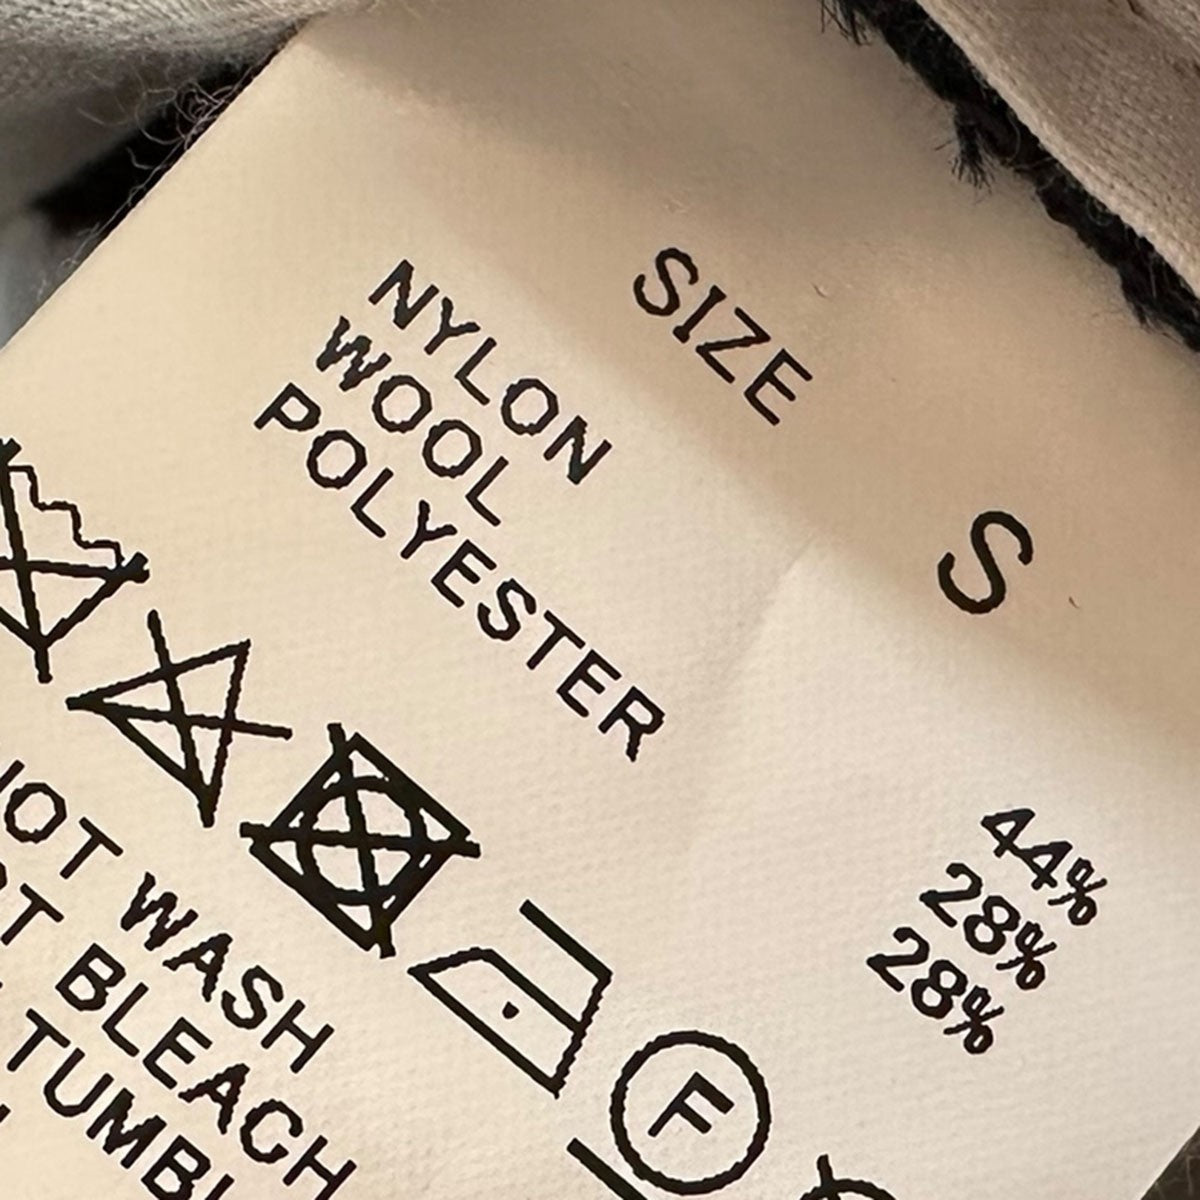 SIZE S
NYLON 44%
WOOL 28%
POLYESTER 28%
F
WASH
BLEACH